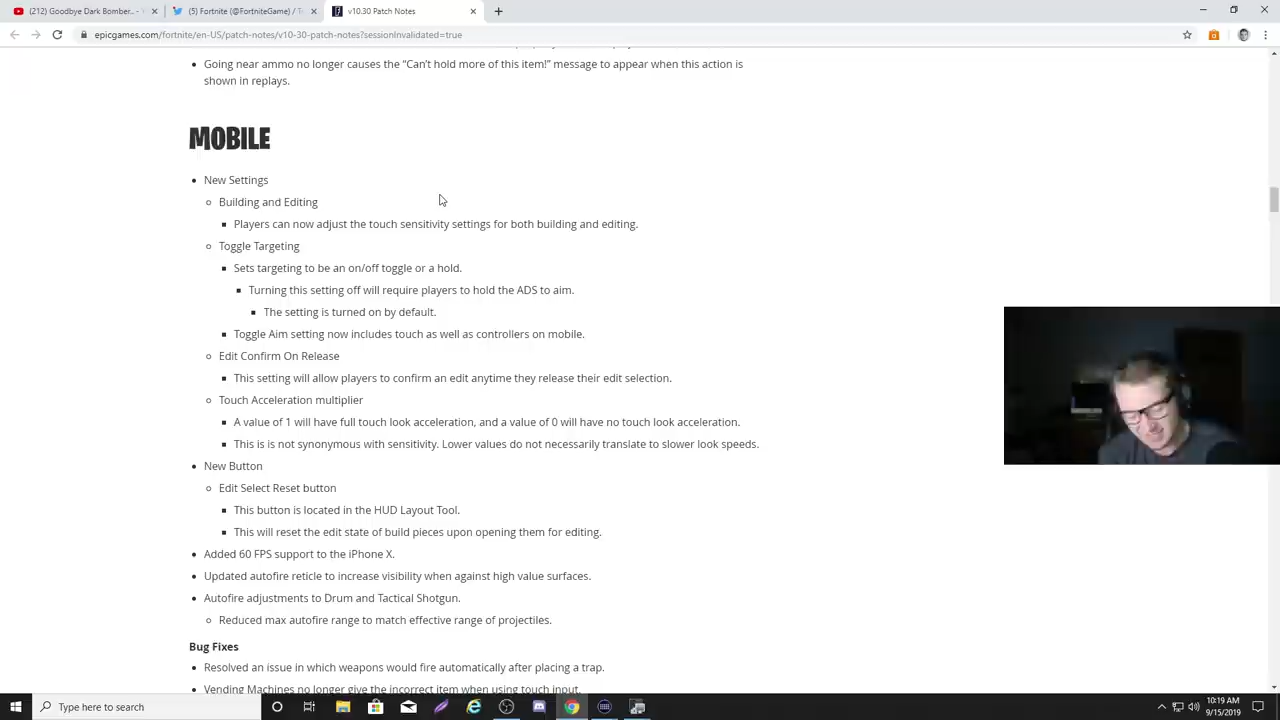 (212) Goodbye Dark Bomber..
(5) Fortnite (@FortniteGame) / T
v10.30 Patch Notes
epicgames.com/fortnite/en-US/patch-notes/v10-30-patch-notes?sessionInvalidated=true
Going near ammo no longer causes the “Can’t hold more of this item!” message to appear when this action is
shown in replays.
MOBILE
New Settings
Building and Editing
Players can now adjust the touch sensitivity settings for both building and editing.
Toggle Targeting
Sets targeting to be an on/off toggle or a hold.
Turning this setting off will require players to hold the ADS to aim.
The setting is turned on by default.
Toggle Aim setting now includes touch as well as controllers on mobile.
Edit Confirm On Release
This setting will allow players to confirm an edit anytime they release their edit selection.
Touch Acceleration multiplier
A value of 1 will have full touch look acceleration, and a value of 0 will have no touch look acceleration.
This is is not synonymous with sensitivity. Lower values do not necessarily translate to slower look speeds.
New Button
Edit Select Reset button
This button is located in the HUD Layout Tool.
This will reset the edit state of build pieces upon opening them for editing.
Added 60 FPS support to the iPhone X.
Updated autofire reticle to increase visibility when against high value surfaces.
Autofire adjustments to Drum and Tactical Shotgun.
Reduced max autofire range to match effective range of projectiles.
Bug Fixes
Resolved an issue in which weapons would fire automatically after placing a trap.
Vending Machines no longer give the incorrect item when using touch input.
Type here to search
10:19 AM
9/15/2019